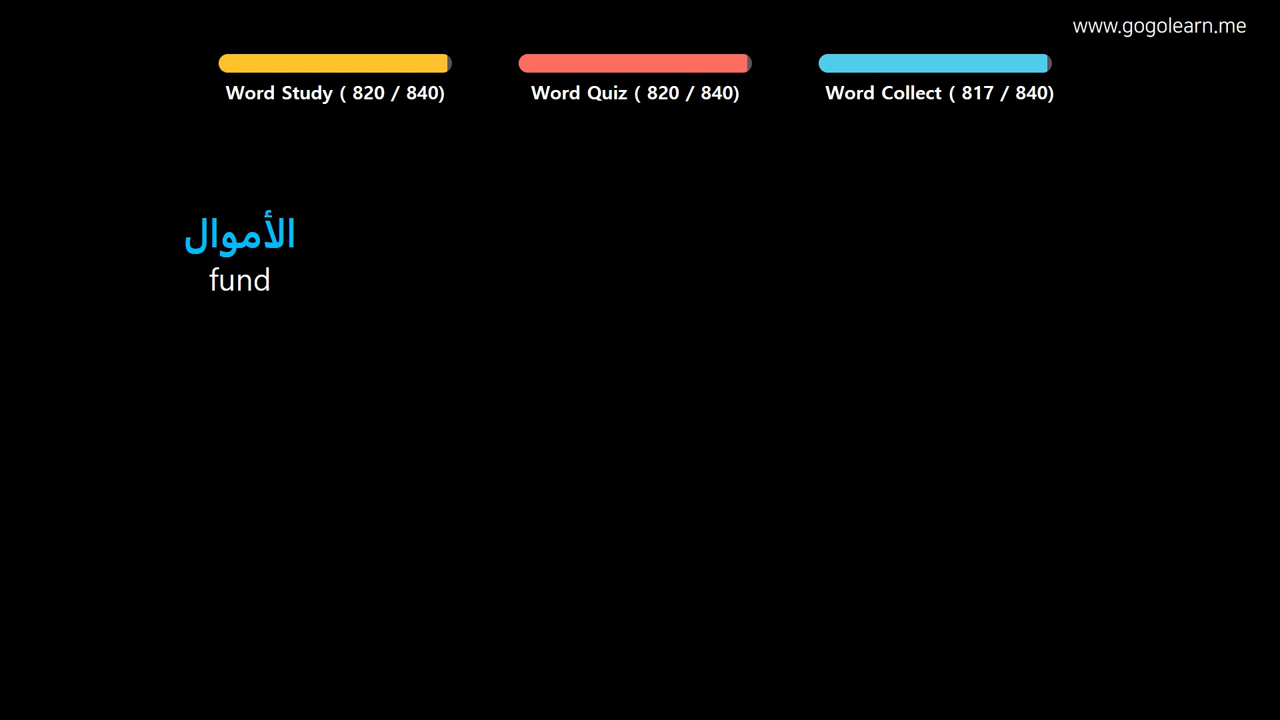 www.gogolearn.me
Word Study ( 820 / 840)
Word Quiz ( 820 / 840)
Word Collect ( 817 / 840)
الأموال
fund